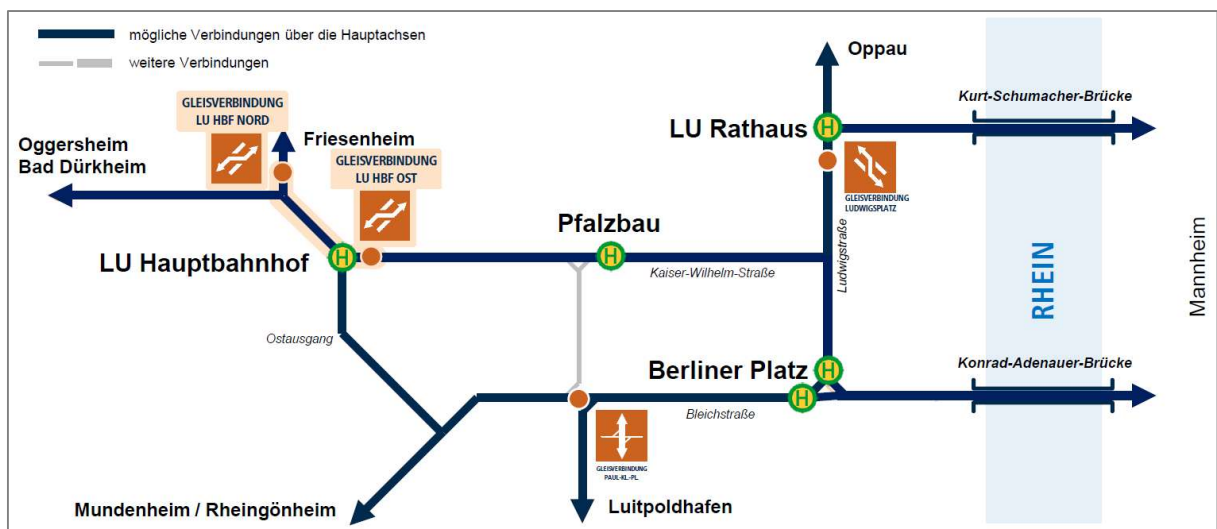 mögliche Verbindungen über die Hauptachsen
weitere Verbindungen
Oppau
GLEISVERBINDUNG
LU HBF NORD
Kurt-Schumacher-Brücke
Friesenheim
LU Rathaus
Oggersheim
Bad Dürkheim
GLEISVERBINDUNG
LU HBF OST
GLEISVERBINDUNG
LUDWIGSPLATZ
Pfalzbau
LU Hauptbahnhof
Kaiser-Wilhelm-Straße
Ludwigstraße
RHEIN
Mannheim
Ostausgang
Berliner Platz
Konrad-Adenauer-Brücke
Bleichstraße
GLEISVERBINDUNG
PAUL-KL.-PL.
Mundenheim / Rheingönheim
Luitpoldhafen
H
H
H
H
H